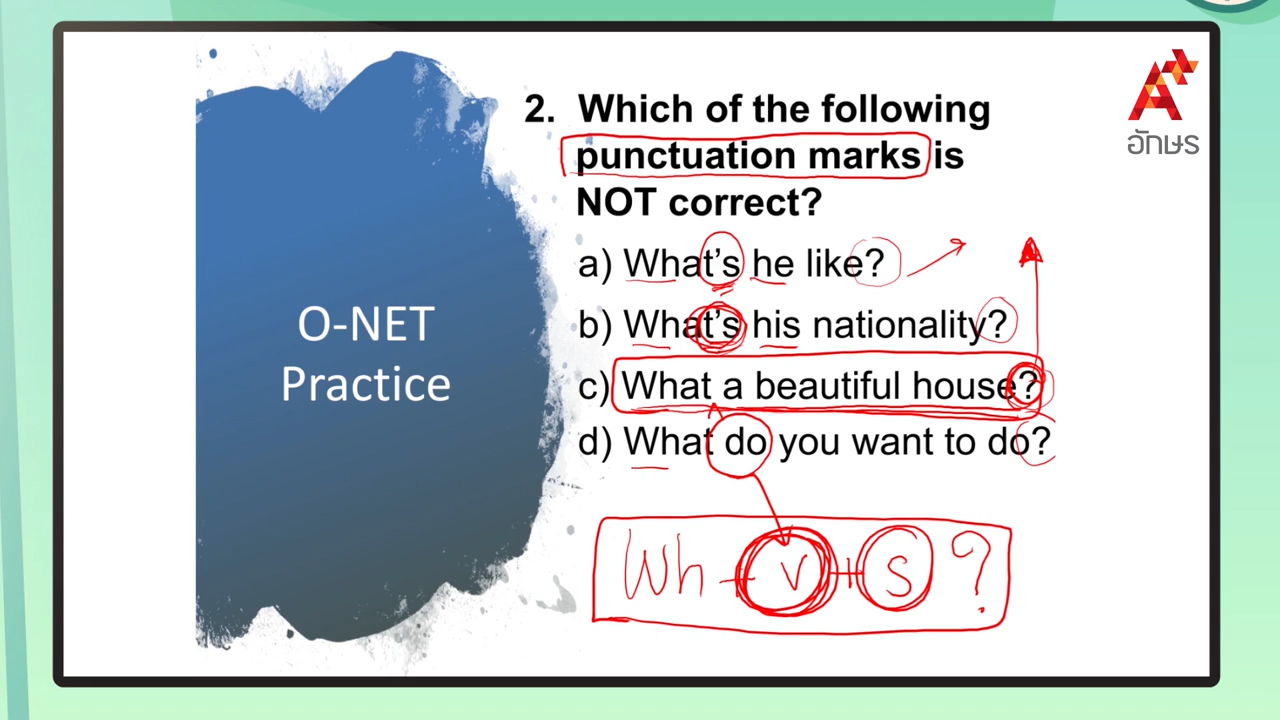 O-NET
Practice
2. Which of the following
punctuation marks is
NOT correct?
a) What's he like?
b) What's his nationality?
c) What a beautiful house?
d) What do you want to do?
Wh + V + S ?
อักษร